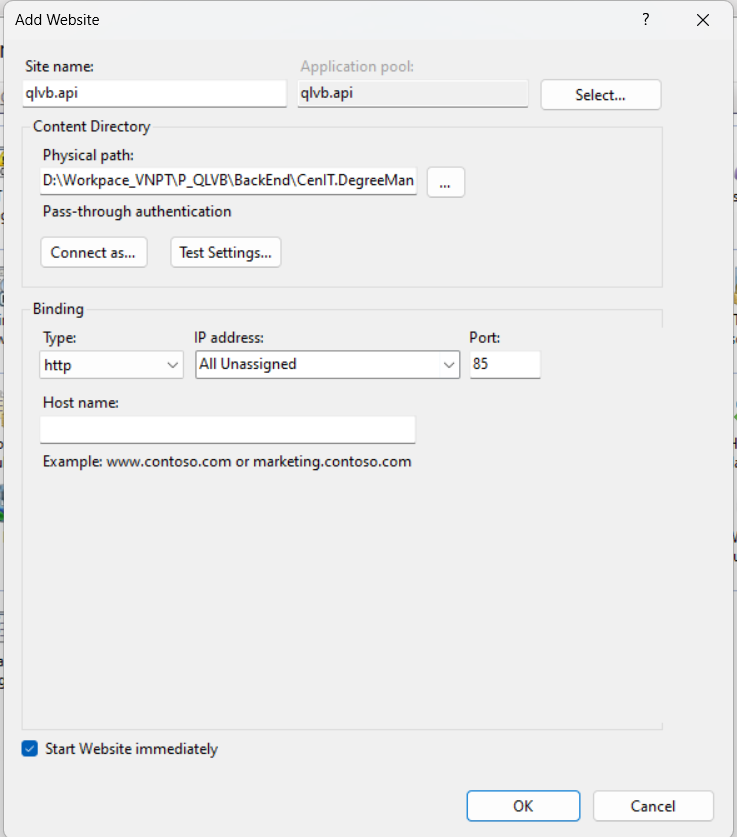 Add Website
?
Site name:
Application pool:
qlvb.api
qlvb.api
Select...
Content Directory
Physical path:
D:\Workpace_VNPT\P_QLVB\BackEnd\CenIT.DegreeMan
...
Pass-through authentication
Connect as...
Test Settings...
Binding
Type:
IP address:
Port:
http
All Unassigned
85
Host name:
Example: www.contoso.com or marketing.contoso.com
Start Website immediately
OK
Cancel